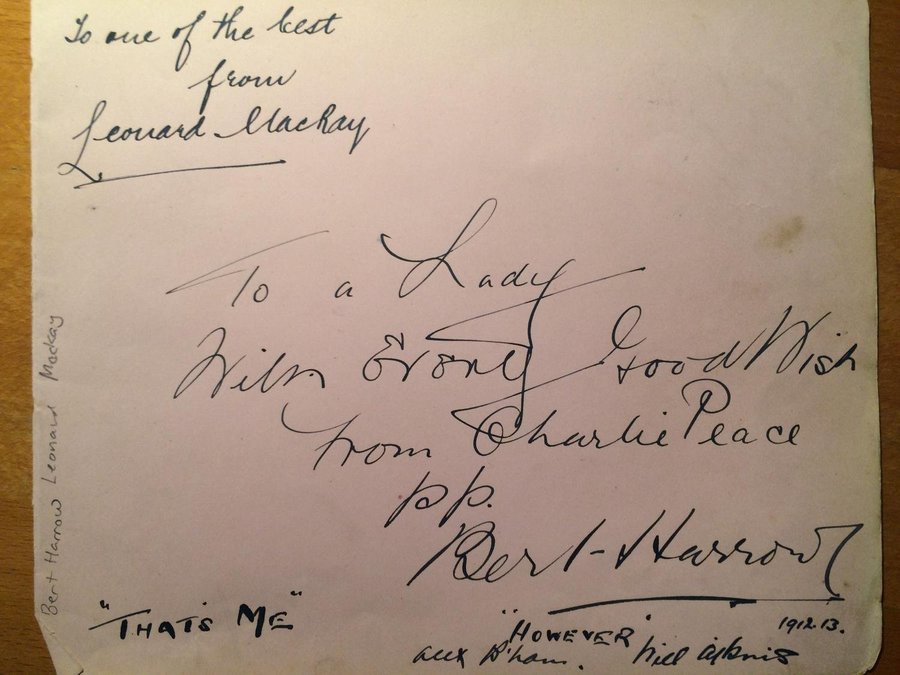 To one of the best
from
Leonard Mackay
To a Lady
With Every Good Wish
from Charlie Peace
pp.
Bert Harrow
1912.13.
"THAT'S ME"
"HOWEVER"
Bert Harrow Leonard Mackay